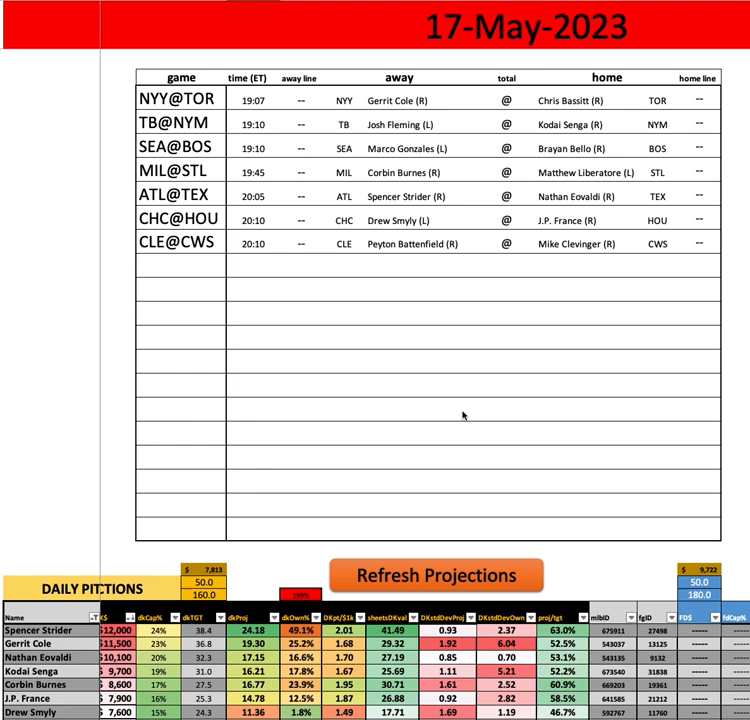 17-May-2023
game time (ET) away line away total home home line
NYY@TOR 19:07 -- NYY Gerrit Cole (R) @ Chris Bassitt (R) TOR --
TB@NYM 19:10 -- TB Josh Fleming (L) @ Kodai Senga (R) NYM --
SEA@BOS 19:10 -- SEA Marco Gonzales (L) @ Brayan Bello (R) BOS --
MIL@STL 19:45 -- MIL Corbin Burnes (R) @ Matthew Liberatore (L) STL --
ATL@TEX 20:05 -- ATL Spencer Strider (R) @ Nathan Eovaldi (R) TEX --
CHC@HOU 20:10 -- CHC Drew Smyly (L) @ J.P. France (R) HOU --
CLE@CWS 20:10 -- CLE Peyton Battenfield (R) @ Mike Clevinger (R) CWS --
$ 7,813 Refresh Projections $ 9,722
DAILY PIT TIONS 50.0 50.0
160.0 199% 180.0
Name K$ dkCap% dkTGT dkProj dkOwn% DKpt/$1k sheetsDKval DKstdDevProj DKstdDevOwn proj/tgt mlbID fgID FD$ fdCap%
Spencer Strider $12,000 24% 38.4 24.18 49.1% 2.01 41.49 0.93 2.37 63.0% 675911 27498 ----- -----
Gerrit Cole $11,500 23% 36.8 19.30 25.2% 1.68 29.32 1.92 6.04 52.5% 543037 13125 ----- -----
Nathan Eovaldi $10,100 20% 32.3 17.15 16.6% 1.70 27.19 0.85 0.70 53.1% 543135 9132 ----- -----
Kodai Senga $ 9,700 19% 31.0 16.21 17.8% 1.67 25.69 1.11 5.21 52.2% 673540 31838 ----- -----
Corbin Burnes $ 8,600 17% 27.5 16.77 23.9% 1.95 30.71 1.61 2.52 60.9% 669203 19361 ----- -----
J.P. France $ 7,900 16% 25.3 14.78 12.5% 1.87 26.88 0.92 2.82 58.5% 641585 21212 ----- -----
Drew Smyly $ 7,600 15% 24.3 11.36 1.8% 1.49 17.71 1.69 1.19 46.7% 592767 11760 ----- -----